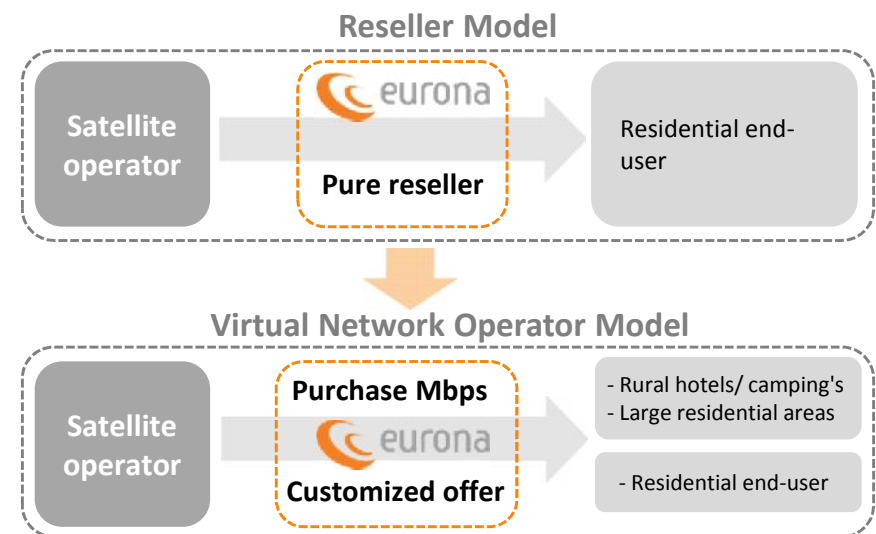 Reseller Model
Satellite
operator
eurona
Pure reseller
Residential end-
user
Virtual Network Operator Model
Satellite
operator
Purchase Mbps
eurona
Customized offer
- Rural hotels/ camping's
- Large residential areas
- Residential end-user